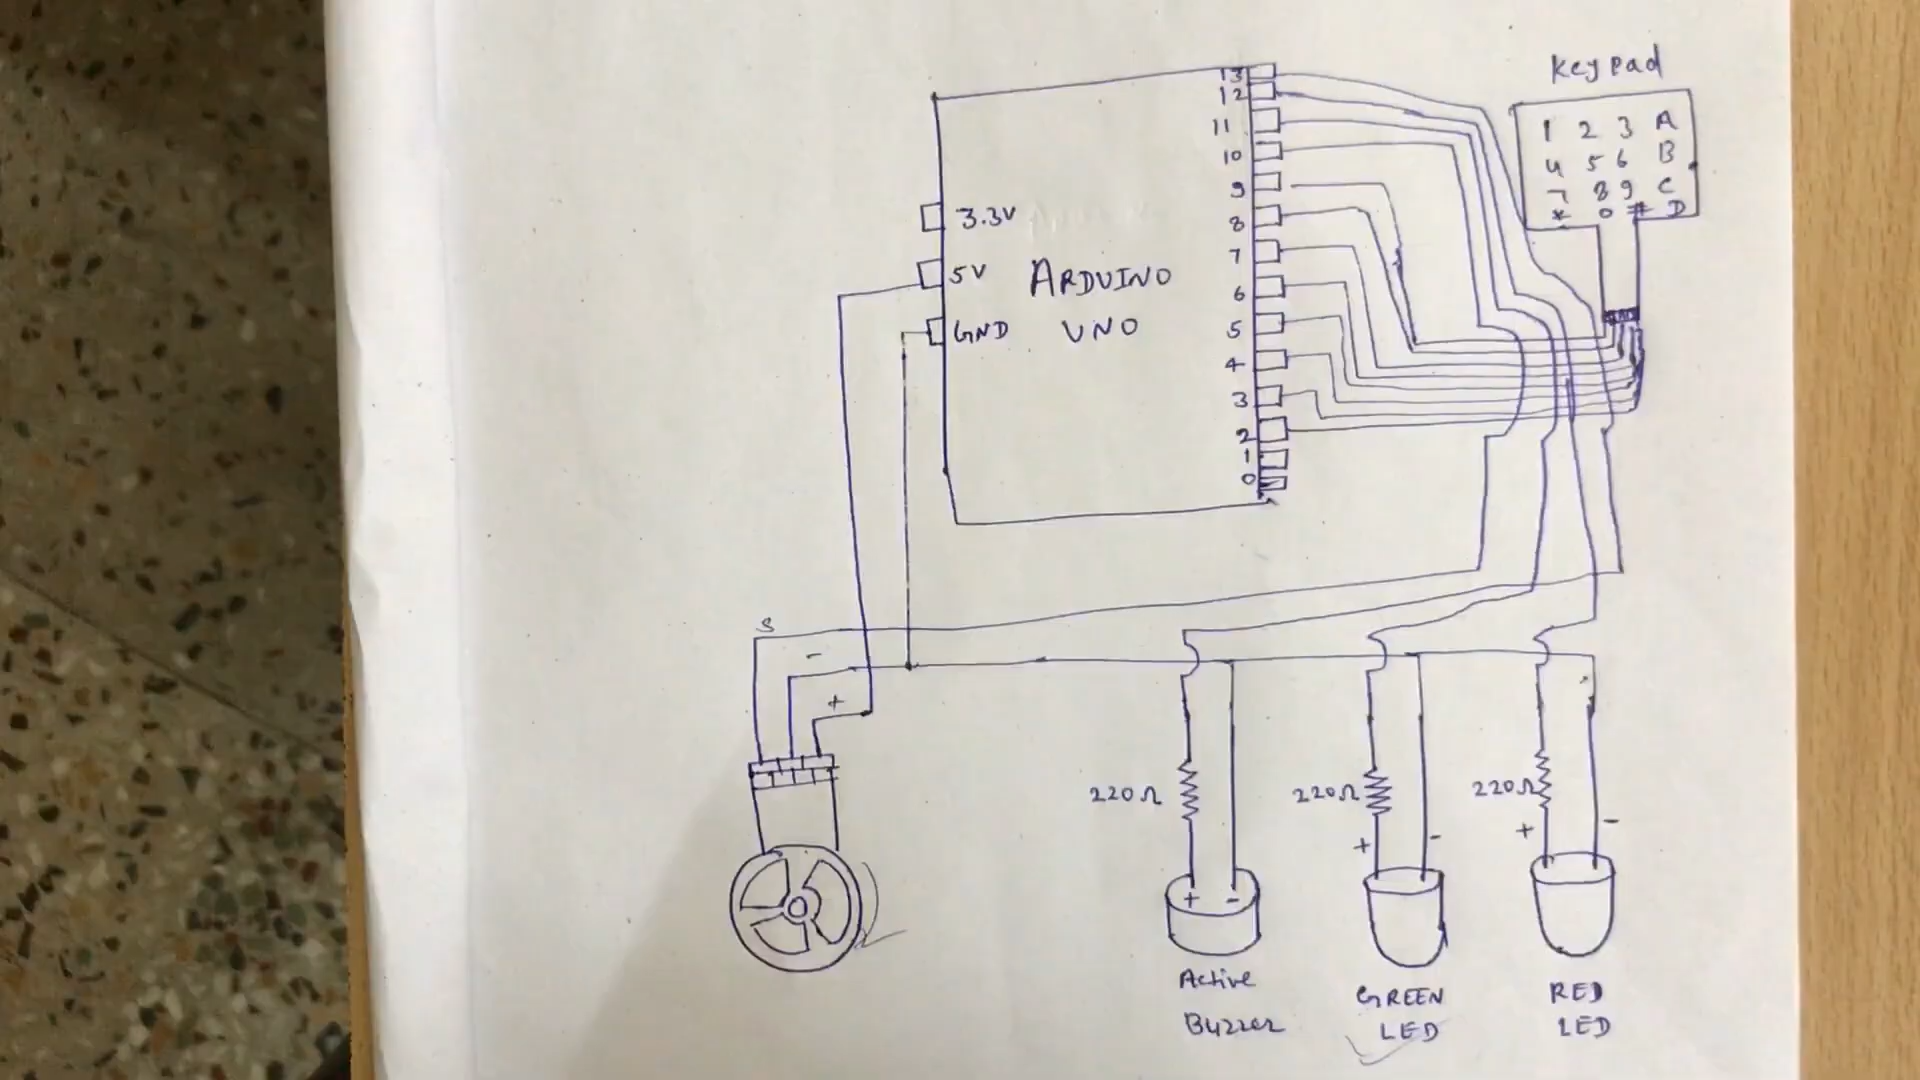 Keypad
1 2 3 A
4 5 6 B
7 8 9 C
* 0 # D
13
12
11
10
9
8
7
6
5
4
3
2
1
0
3.3V
5V
GND
ARDUINO
UNO
S
-
+
220Ω
220Ω
220Ω
+ -
+ -
+ -
Active
Buzzer
GREEN
LED
RED
LED